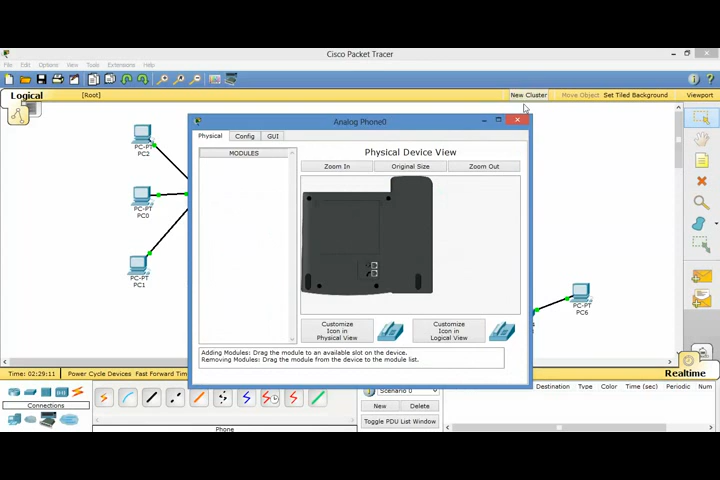 Cisco Packet Tracer
File Edit Options View Tools Extensions Help
Logical
[Root]
New Cluster
Move Object
Set Tiled Background
Viewport
Analog Phone0
Physical
Config
GUI
MODULES
Physical Device View
Zoom In
Original Size
Zoom Out
Customize
Icon in
Physical View
Customize
Icon in
Logical View
Adding Modules: Drag the module to an available slot on the device.
Removing Modules: Drag the module from the device to the module list.
PC-PT
PC2
PC-PT
PC0
PC-PT
PC1
PC-PT
PC6
Time: 02:29:11
Power Cycle Devices Fast Forward
Realtime
Connections
Phone
Scenario 0
New
Delete
Toggle PDU List Window
Destination Type Color Time (sec) Periodic Num